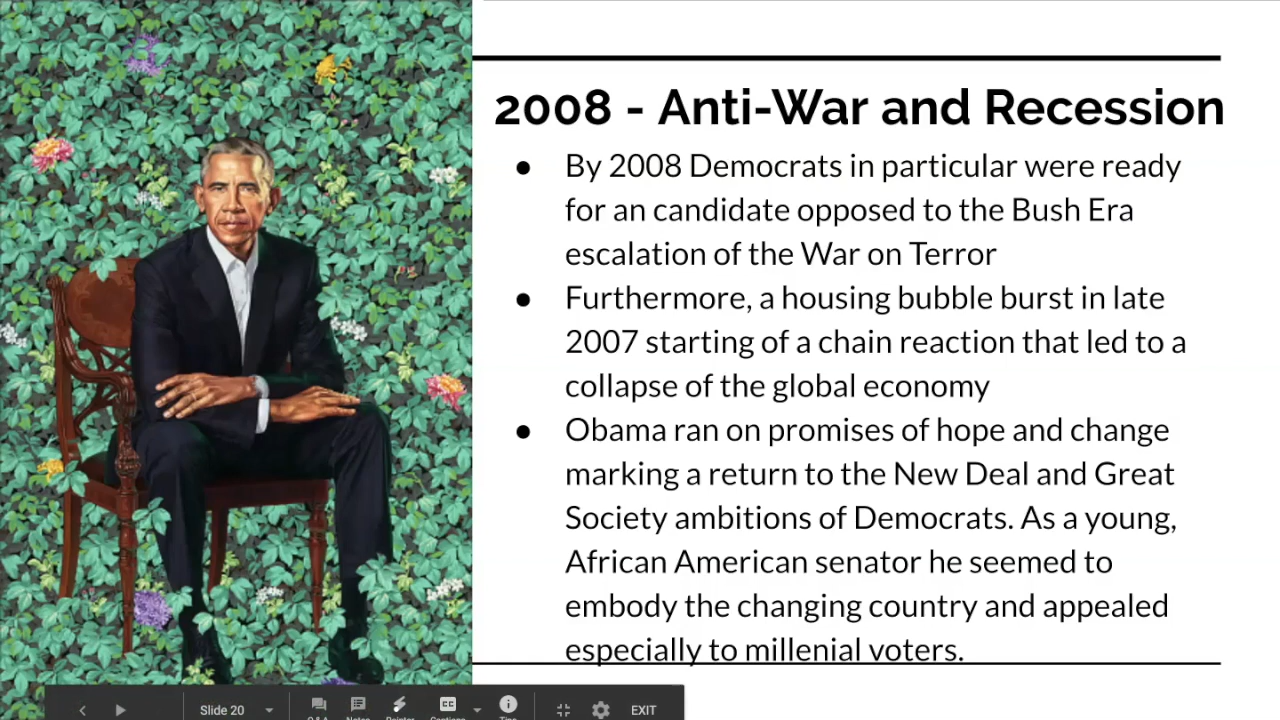 2008 - Anti-War and Recession
● By 2008 Democrats in particular were ready
for an candidate opposed to the Bush Era
escalation of the War on Terror
● Furthermore, a housing bubble burst in late
2007 starting of a chain reaction that led to a
collapse of the global economy
● Obama ran on promises of hope and change
marking a return to the New Deal and Great
Society ambitions of Democrats. As a young,
African American senator he seemed to
embody the changing country and appealed
especially to millenial voters.
Slide 20
EXIT